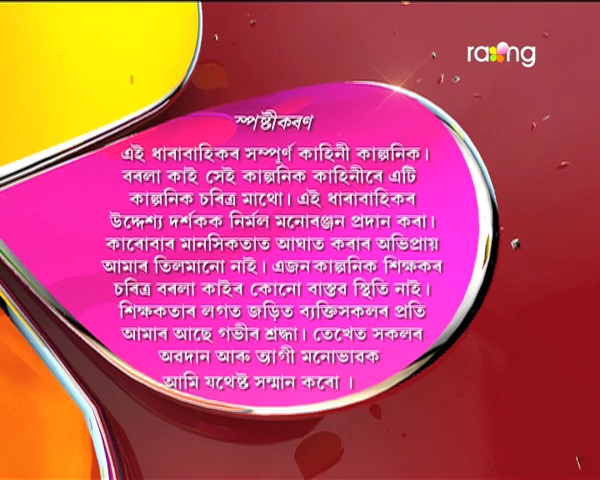 rang
স্পষ্টীকৰণ
এই ধাৰাবাহিকৰ সম্পূৰ্ণ কাহিনী কাল্পনিক।
বৰলা কাই সেই কাল্পনিক কাহিনীৰে এটি
কাল্পনিক চৰিত্ৰ মাথো। এই ধাৰাবাহিকৰ
উদ্দেশ্য দৰ্শকক নিৰ্মল মনোৰঞ্জন প্ৰদান কৰা।
কাৰোবাৰ মানসিকতাত আঘাত কৰাৰ অভিপ্ৰায়
আমাৰ তিলমানো নাই। এজন কাল্পনিক শিক্ষকৰ
চৰিত্ৰ বৰলা কাইৰ কোনো বাস্তৱ স্থিতি নাই।
শিক্ষকতাৰ লগত জড়িত ব্যক্তিসকলৰ প্ৰতি
আমাৰ আছে গভীৰ শ্ৰদ্ধা। তেখেত সকলৰ
অৱদান আৰু ত্যাগী মনোভাৱক
আমি যথেষ্ট সন্মান কৰো ।